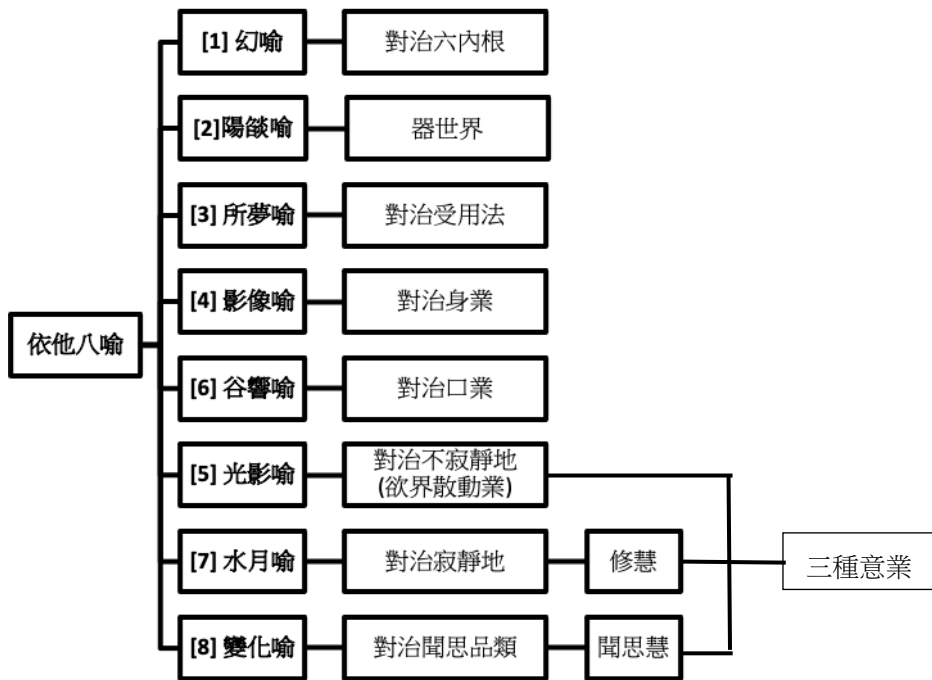 [1] 幻喻
對治六內根
[2]陽燄喻
器世界
[3] 所夢喻
對治受用法
[4] 影像喻
對治身業
依他八喻
[6] 谷響喻
對治口業
[5] 光影喻
對治不寂靜地
(欲界散動業)
[7] 水月喻
對治寂靜地
修慧
三種意業
[8] 變化喻
對治聞思品類
聞思慧